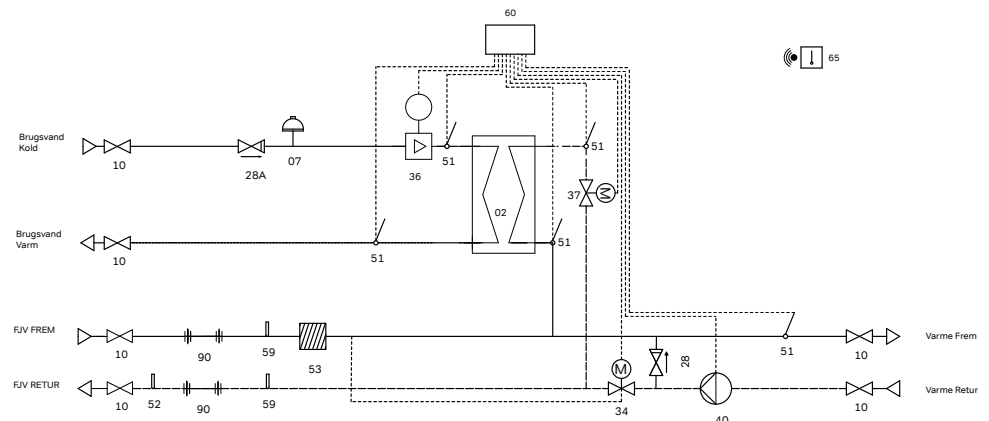 60
65
Brugsvand
Kold
10
28A
07
36
51
51
37
M
02
Brugsvand
Varm
10
51
51
FJV FREM
10
90
59
53
28
51
10
Varme Frem
FJV RETUR
10
52
90
59
M
34
40
10
Varme Retur